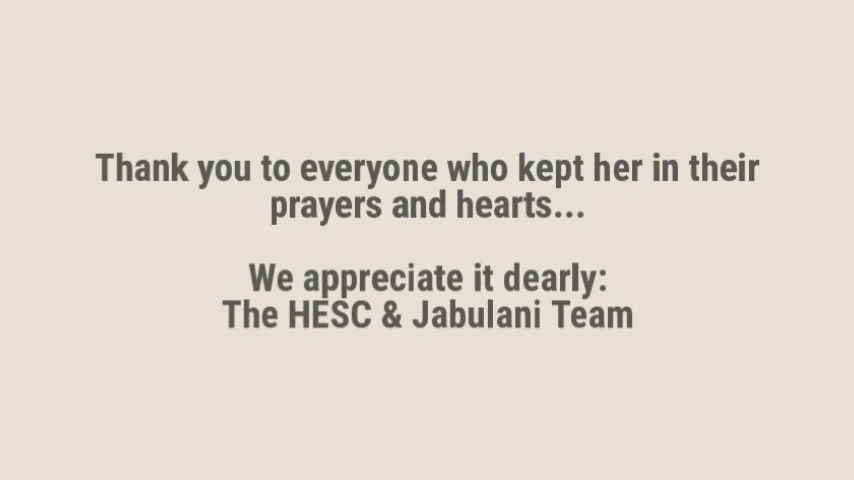 Thank you to everyone who kept her in their
prayers and hearts...
We appreciate it dearly:
The HESC & Jabulani Team